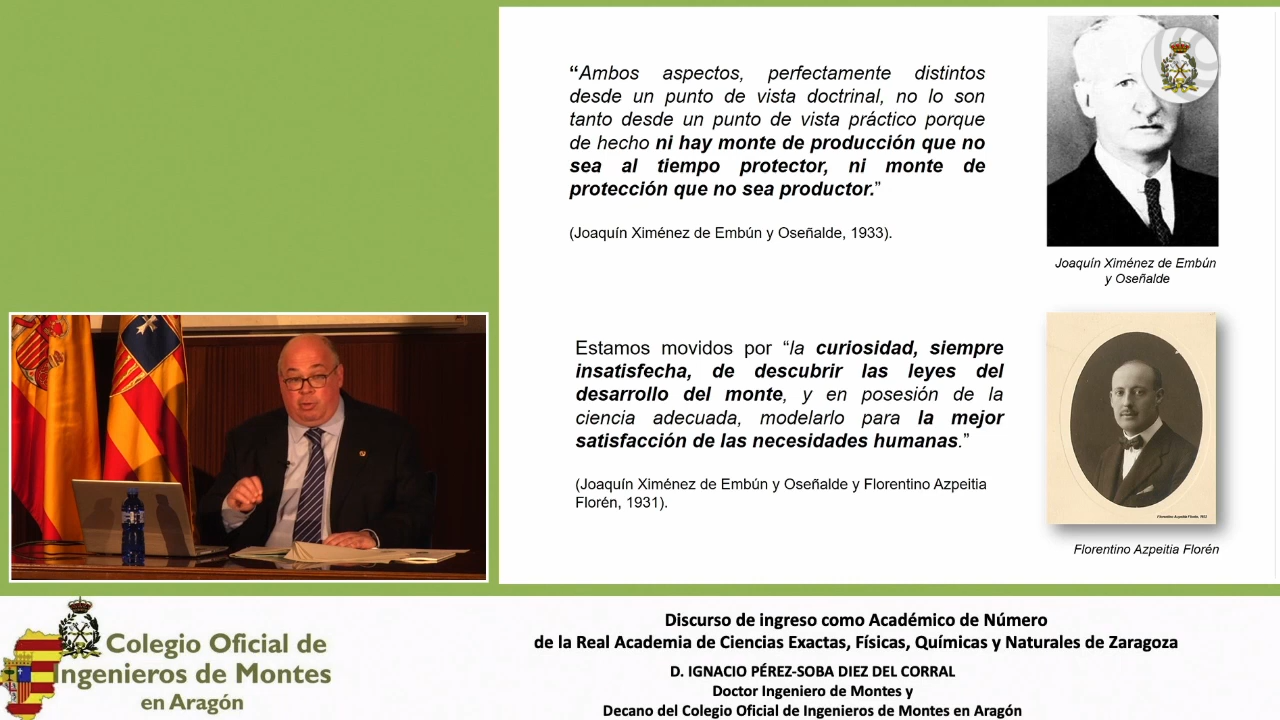 “Ambos aspectos, perfectamente distintos
desde un punto de vista doctrinal, no lo son
tanto desde un punto de vista práctico porque
de hecho ni hay monte de producción que no
sea al tiempo protector, ni monte de
protección que no sea productor.”
(Joaquín Ximénez de Embún y Oseñalde, 1933).
Joaquín Ximénez de Embún
y Oseñalde
Estamos movidos por “la curiosidad, siempre
insatisfecha, de descubrir las leyes del
desarrollo del monte, y en posesión de la
ciencia adecuada, modelarlo para la mejor
satisfacción de las necesidades humanas.”
(Joaquín Ximénez de Embún y Oseñalde y Florentino Azpeitia
Florén, 1931).
Florentino Azpeitia Florén
Colegio Oficial de
Ingenieros de Montes
en Aragón
Discurso de ingreso como Académico de Número
de la Real Academia de Ciencias Exactas, Físicas, Químicas y Naturales de Zaragoza
D. IGNACIO PÉREZ-SOBA DIEZ DEL CORRAL
Doctor Ingeniero de Montes y
Decano del Colegio Oficial de Ingenieros de Montes en Aragón